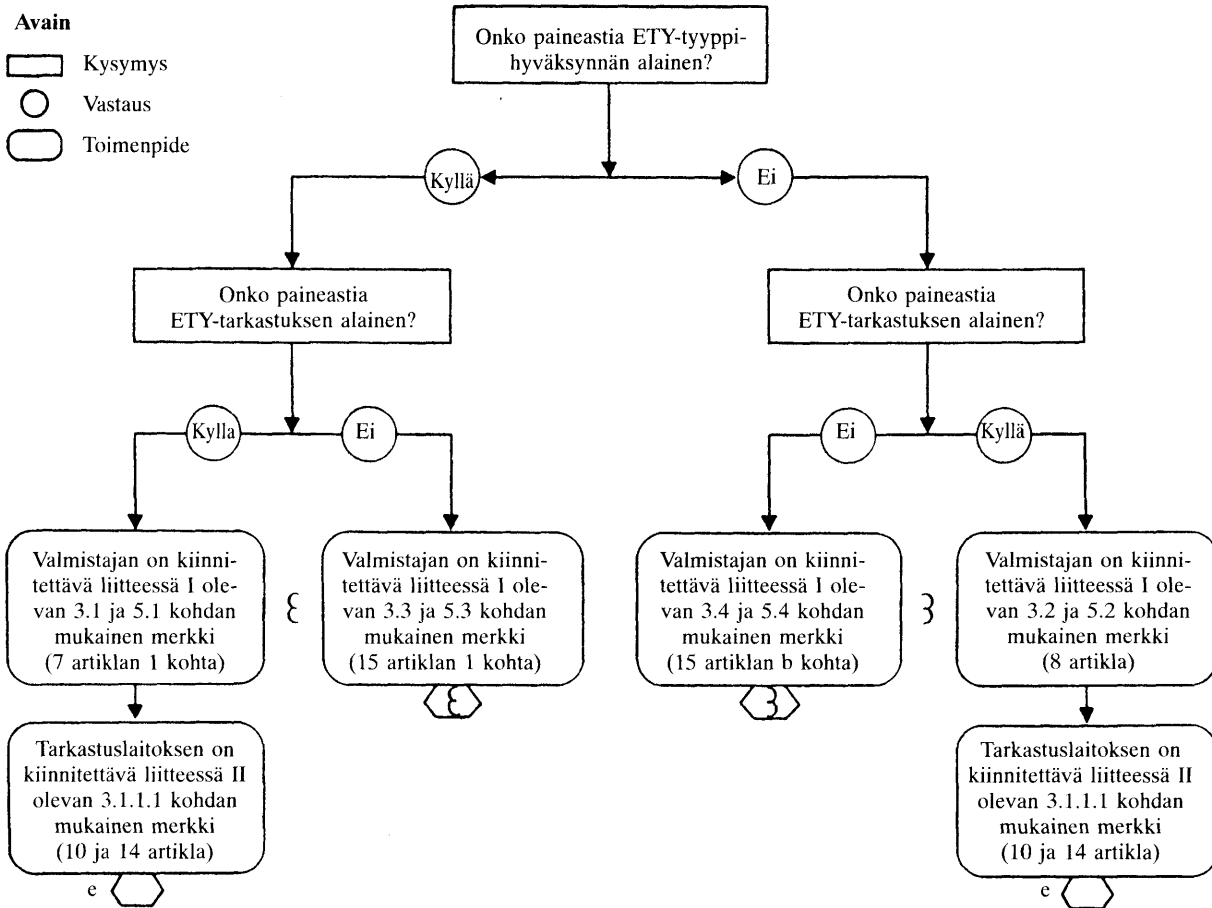 Avain
Kysymys
Vastaus
Toimenpide
Onko paineastia ETY-tyyppi-
hyväksynnän alainen?
Kyllä
Ei
Onko paineastia
ETY-tarkastuksen alainen?
Onko paineastia
ETY-tarkastuksen alainen?
Kylla
Ei
Ei
Kyllä
Valmistajan on kiinni-
tettävä liitteessä I ole-
van 3.1 ja 5.1 kohdan
mukainen merkki
(7 artiklan 1 kohta)
Valmistajan on kiinni-
tettävä liitteessä I ole-
van 3.3 ja 5.3 kohdan
mukainen merkki
(15 artiklan 1 kohta)
Valmistajan on kiinni-
tettävä liitteessä I ole-
van 3.4 ja 5.4 kohdan
mukainen merkki
(15 artiklan b kohta)
Valmistajan on kiinni-
tettävä liitteessä I ole-
van 3.2 ja 5.2 kohdan
mukainen merkki
(8 artikla)
Tarkastuslaitoksen on
kiinnitettävä liitteessä II
olevan 3.1.1.1 kohdan
mukainen merkki
(10 ja 14 artikla)
e
Tarkastuslaitoksen on
kiinnitettävä liitteessä II
olevan 3.1.1.1 kohdan
mukainen merkki
(10 ja 14 artikla)
e